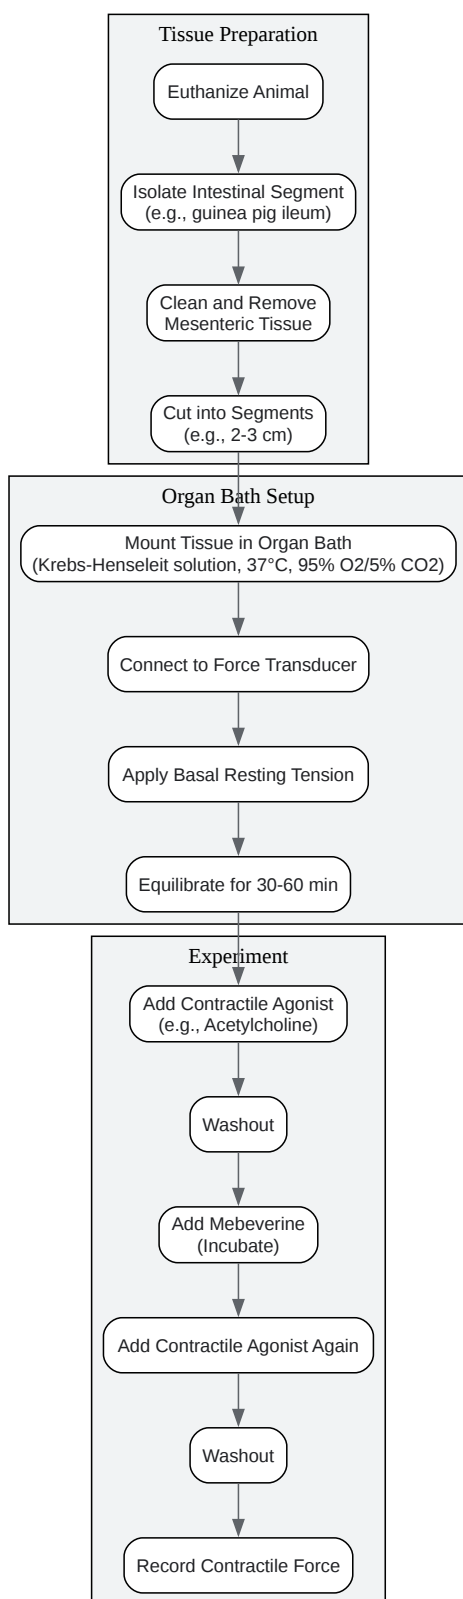 Tissue Preparation
Euthanize Animal
Isolate Intestinal Segment
(e.g., guinea pig ileum)
Clean and Remove
Mesenteric Tissue
Cut into Segments
(e.g., 2-3 cm)
Organ Bath Setup
Mount Tissue in Organ Bath
(Krebs-Henseleit solution, 37°C, 95% O2/5% CO2)
Connect to Force Transducer
Apply Basal Resting Tension
Equilibrate for 30-60 min
Experiment
Add Contractile Agonist
(e.g., Acetylcholine)
Washout
Add Mebeverine
(Incubate)
Add Contractile Agonist Again
Washout
Record Contractile Force